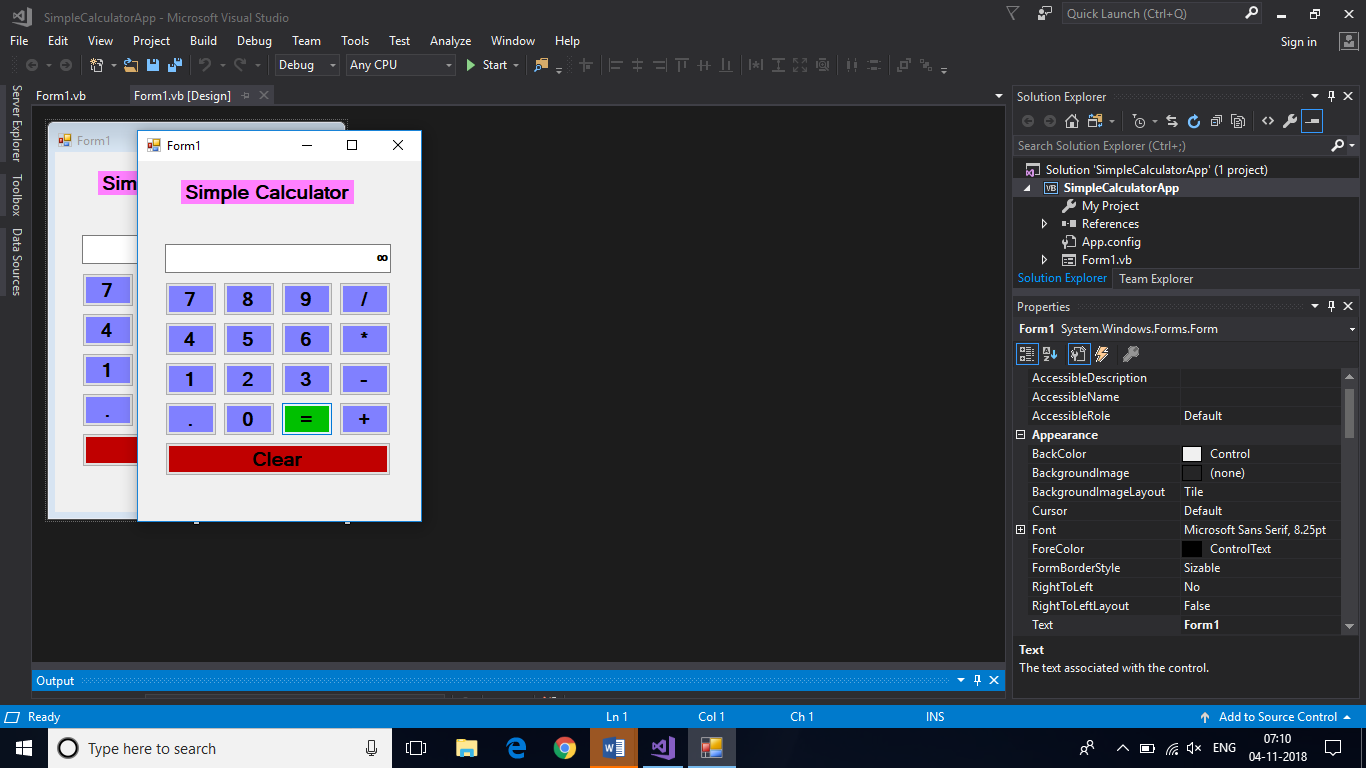 SimpleCalculatorApp - Microsoft Visual Studio
Quick Launch (Ctrl+Q)
File Edit View Project Build Debug Team Tools Test Analyze Window Help
Sign in
Debug Any CPU Start
Server Explorer
Toolbox
Data Sources
Form1.vb Form1.vb [Design]
Form1
Sim
7
4
1
.
Form1
Simple Calculator
∞
7 8 9 /
4 5 6 *
1 2 3 -
. 0 = +
Clear
Solution Explorer
Search Solution Explorer (Ctrl+;)
Solution 'SimpleCalculatorApp' (1 project)
VB SimpleCalculatorApp
My Project
References
App.config
Form1.vb
Solution Explorer Team Explorer
Properties
Form1 System.Windows.Forms.Form
AccessibleDescription
AccessibleName
AccessibleRole Default
Appearance
BackColor Control
BackgroundImage (none)
BackgroundImageLayout Tile
Cursor Default
Font Microsoft Sans Serif, 8.25pt
ForeColor ControlText
FormBorderStyle Sizable
RightToLeft No
RightToLeftLayout False
Text Form1
Text
The text associated with the control.
Output
Ready Ln 1 Col 1 Ch 1 INS Add to Source Control
Type here to search
ENG
07:10
04-11-2018